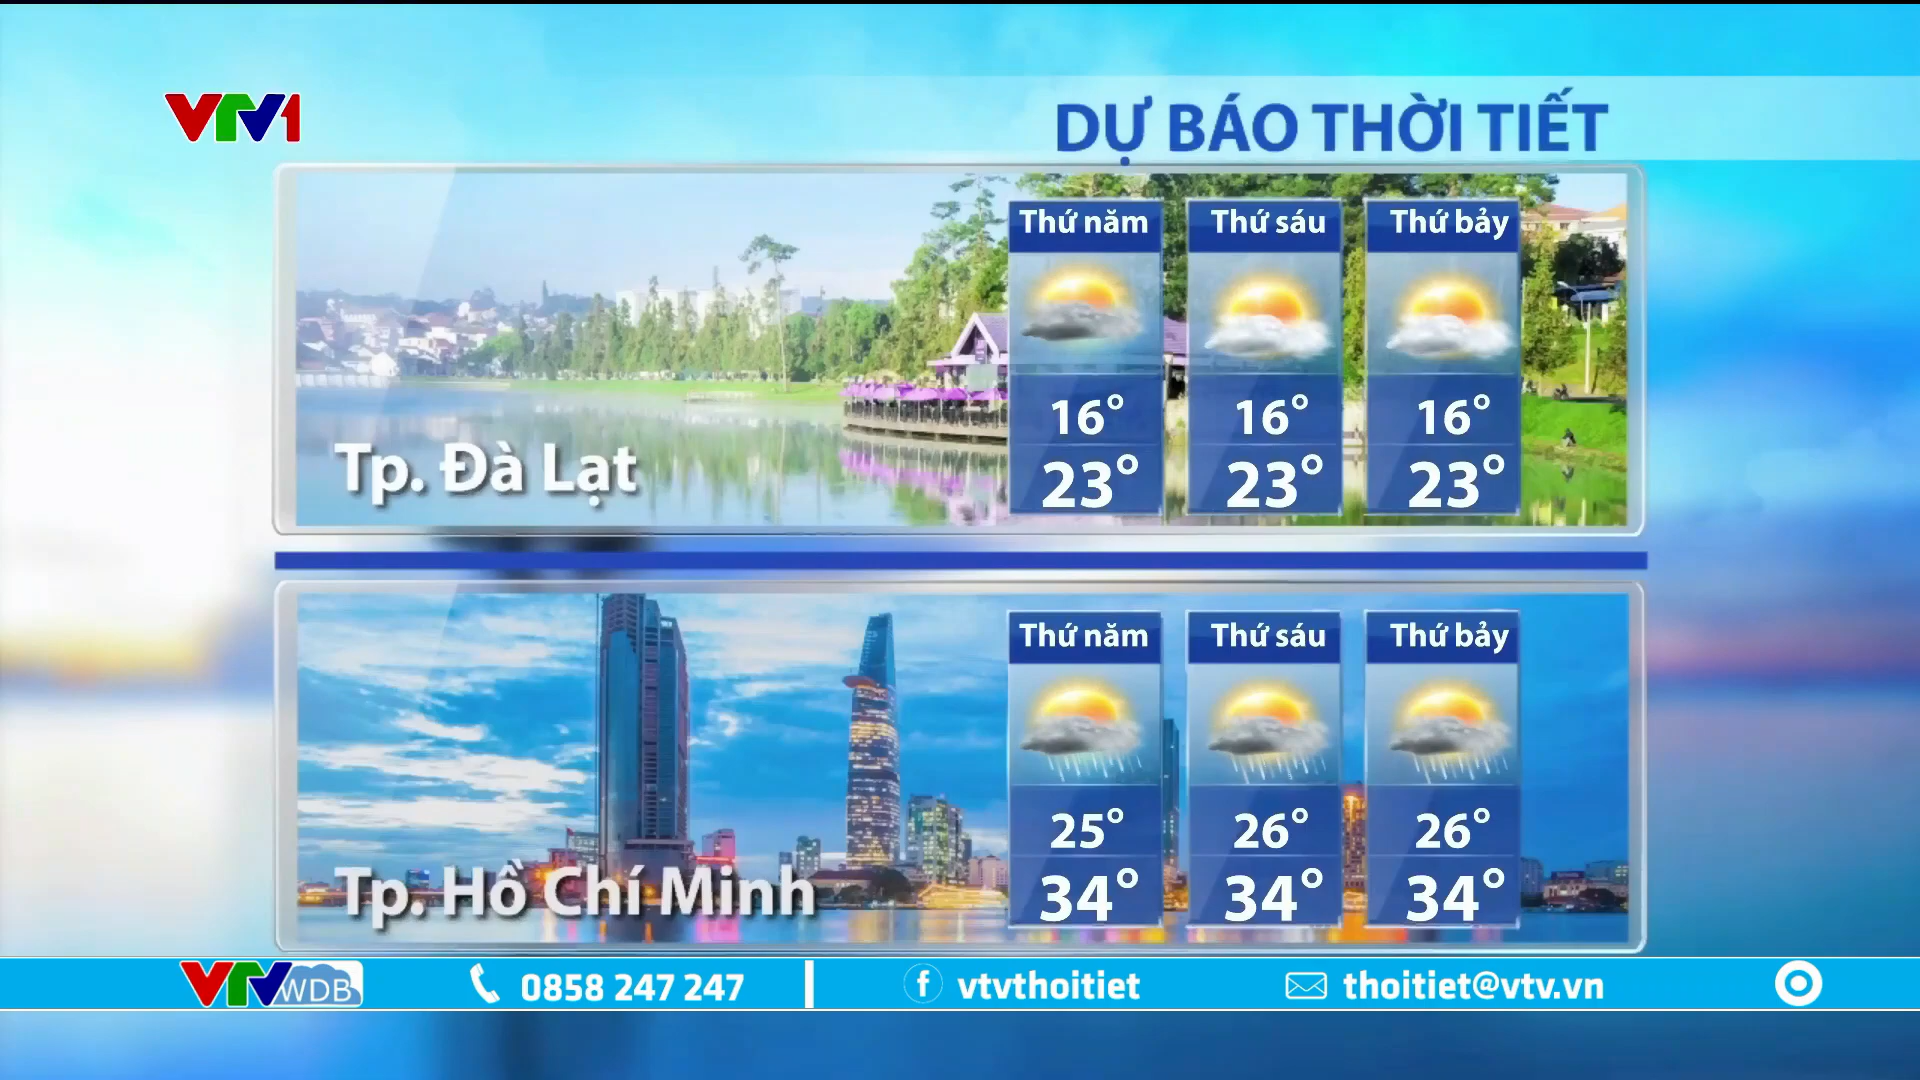 VTV1
DỰ BÁO THỜI TIẾT
Thứ năm Thứ sáu Thứ bảy
16° 16° 16°
23° 23° 23°
Tp. Đà Lạt
Thứ năm Thứ sáu Thứ bảy
25° 26° 26°
34° 34° 34°
Tp. Hồ Chí Minh
VTV WDB 0858 247 247 vtvthoitiet thoitiet@vtv.vn